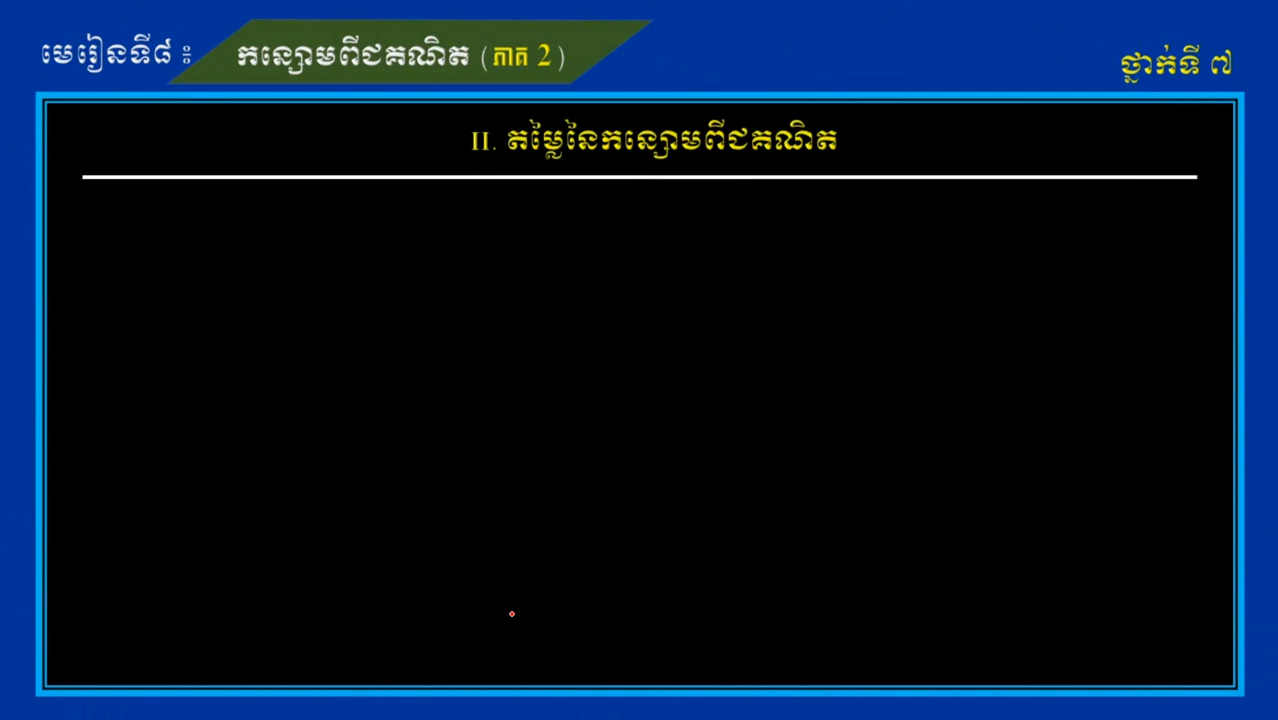 មេរៀនទី៨ ៖ កន្សោមពីជគណិត (ភាគ 2)
ថ្នាក់ទី ៧
II. តម្លៃនៃកន្សោមពីជគណិត